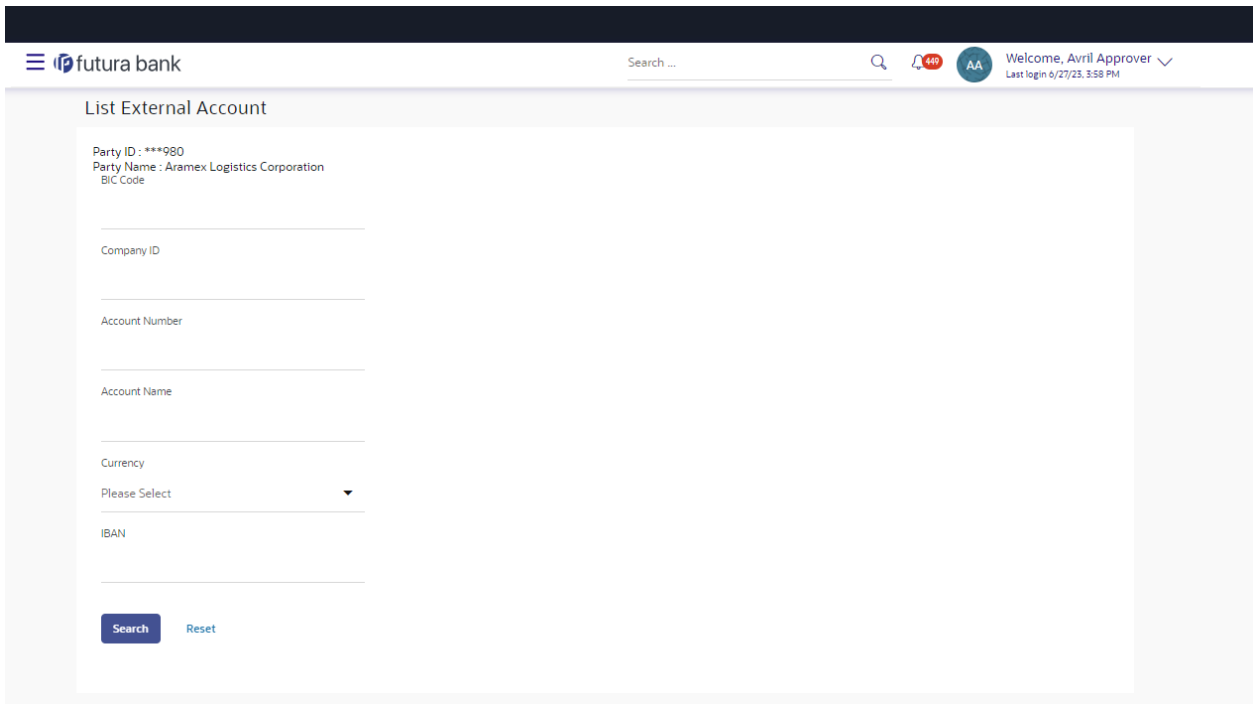 futura bank
Search ...
449
AA
Welcome, Avril Approver
Last login 6/27/23, 3:58 PM
List External Account
Party ID : ***980
Party Name : Aramex Logistics Corporation
BIC Code
Company ID
Account Number
Account Name
Currency
Please Select
IBAN
Search Reset